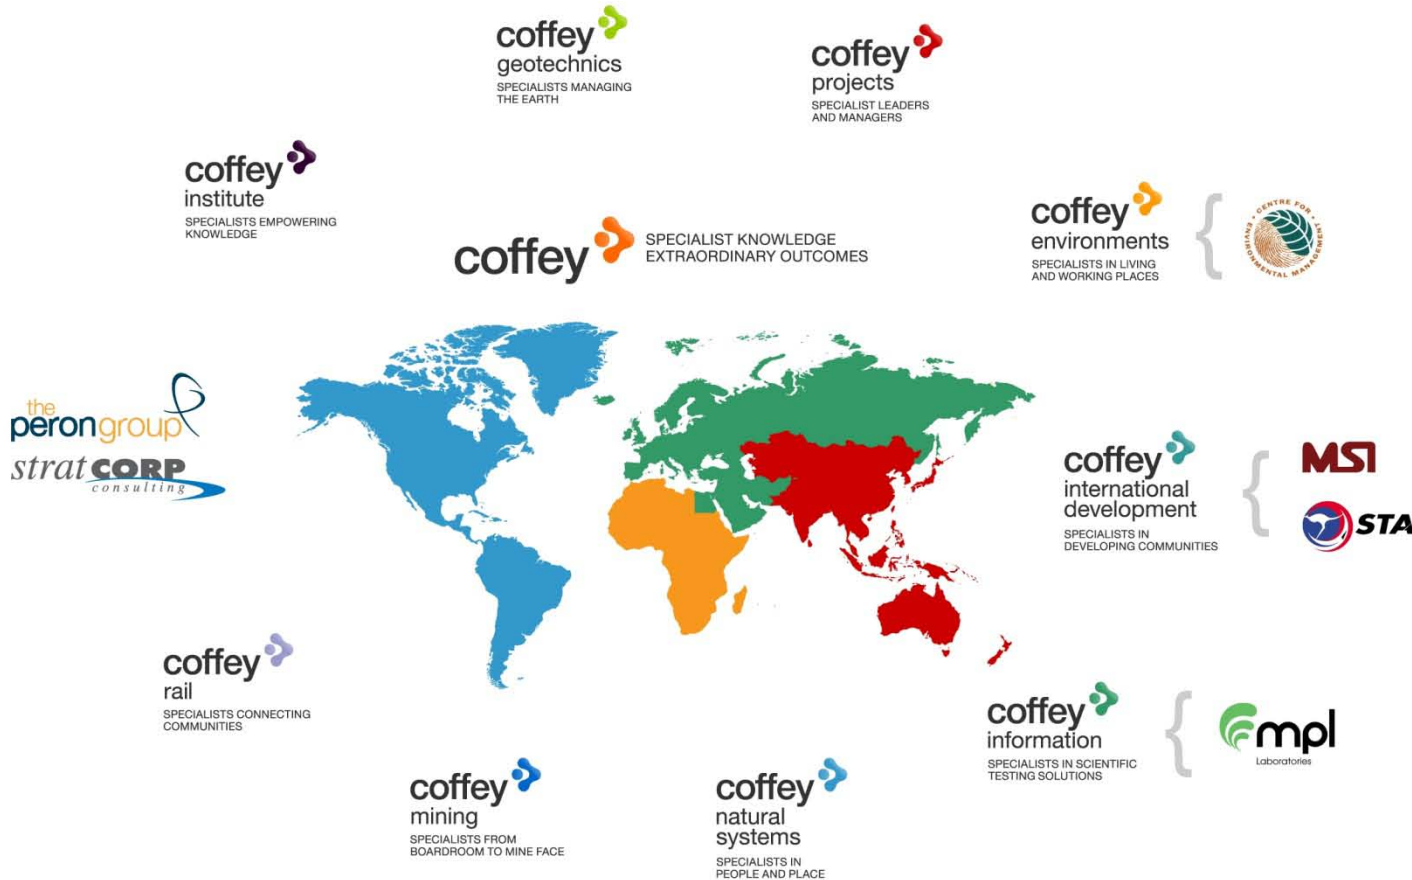 coffey
geotechnics
SPECIALISTS MANAGING
THE EARTH
coffey
projects
SPECIALIST LEADERS
AND MANAGERS
coffey
institute
SPECIALISTS EMPOWERING
KNOWLEDGE
coffey
SPECIALIST KNOWLEDGE
EXTRAORDINARY OUTCOMES
coffey
environments
SPECIALISTS IN LIVING
AND WORKING PLACES
CENTRE FOR
ENVIRONMENTAL MANAGEMENT
the
perongroup
strat CORP
consulting
coffey
international
development
SPECIALISTS IN
DEVELOPING COMMUNITIES
MSI
STA
coffey
rail
SPECIALISTS CONNECTING
COMMUNITIES
coffey
information
SPECIALISTS IN SCIENTIFIC
TESTING SOLUTIONS
mpl
Laboratories
coffey
mining
SPECIALISTS FROM
BOARDROOM TO MINE FACE
coffey
natural
systems
SPECIALISTS IN
PEOPLE AND PLACE